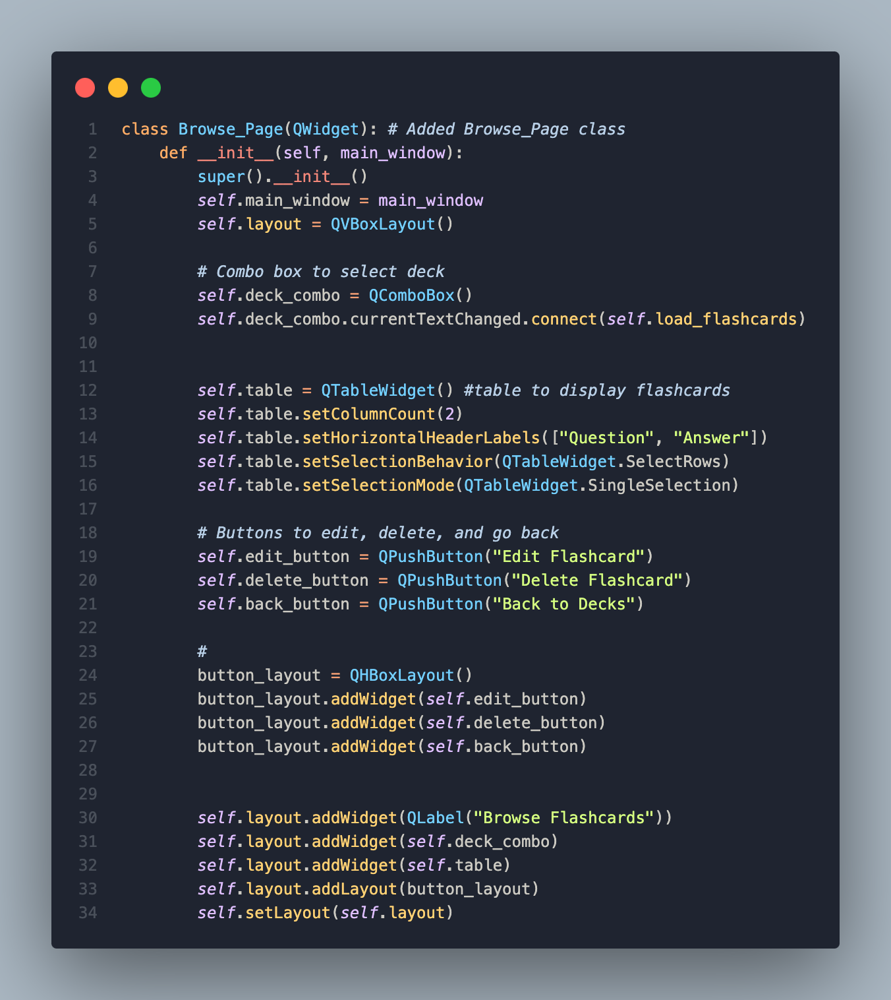 1 class Browse_Page(QWidget): # Added Browse_Page class
2     def __init__(self, main_window):
3         super().__init__()
4         self.main_window = main_window
5         self.layout = QVBoxLayout()
6
7         # Combo box to select deck
8         self.deck_combo = QComboBox()
9         self.deck_combo.currentTextChanged.connect(self.load_flashcards)
10
11
12         self.table = QTableWidget() #table to display flashcards
13         self.table.setColumnCount(2)
14         self.table.setHorizontalHeaderLabels(["Question", "Answer"])
15         self.table.setSelectionBehavior(QTableWidget.SelectRows)
16         self.table.setSelectionMode(QTableWidget.SingleSelection)
17
18         # Buttons to edit, delete, and go back
19         self.edit_button = QPushButton("Edit Flashcard")
20         self.delete_button = QPushButton("Delete Flashcard")
21         self.back_button = QPushButton("Back to Decks")
22
23         #
24         button_layout = QHBoxLayout()
25         button_layout.addWidget(self.edit_button)
26         button_layout.addWidget(self.delete_button)
27         button_layout.addWidget(self.back_button)
28
29
30         self.layout.addWidget(QLabel("Browse Flashcards"))
31         self.layout.addWidget(self.deck_combo)
32         self.layout.addWidget(self.table)
33         self.layout.addLayout(button_layout)
34         self.setLayout(self.layout)